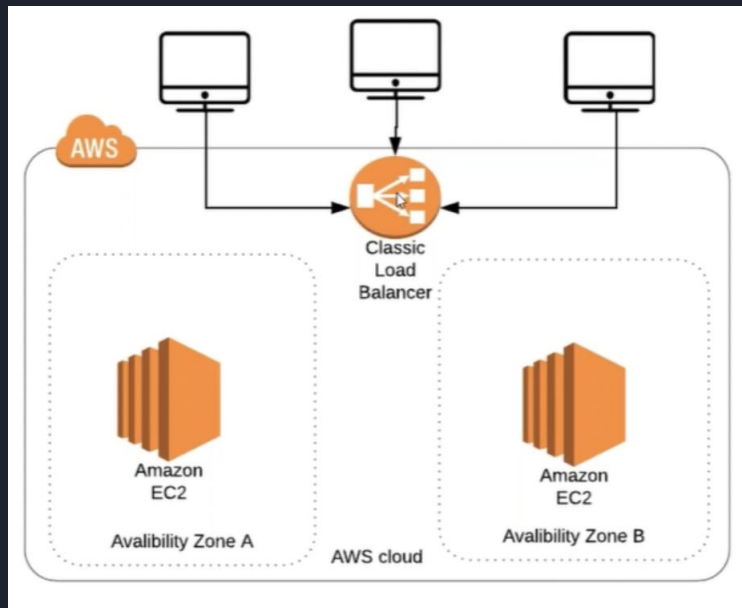 AWS
Classic
Load
Balancer
Amazon
EC2
Avalibility Zone A
Amazon
EC2
Avalibility Zone B
AWS cloud